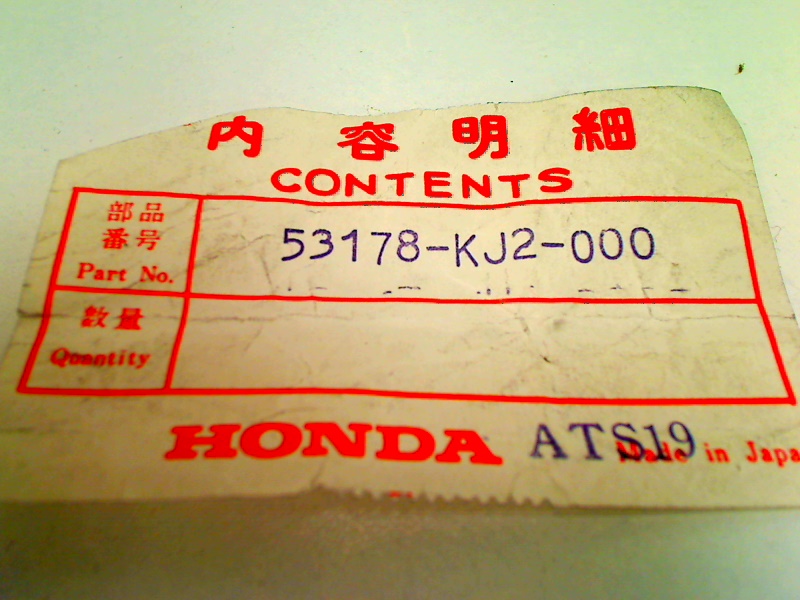 内容明細
CONTENTS
部品
番号
Part No.
53178-KJ2-000
数量
Quantity
HONDA ATS19 Made in Japa